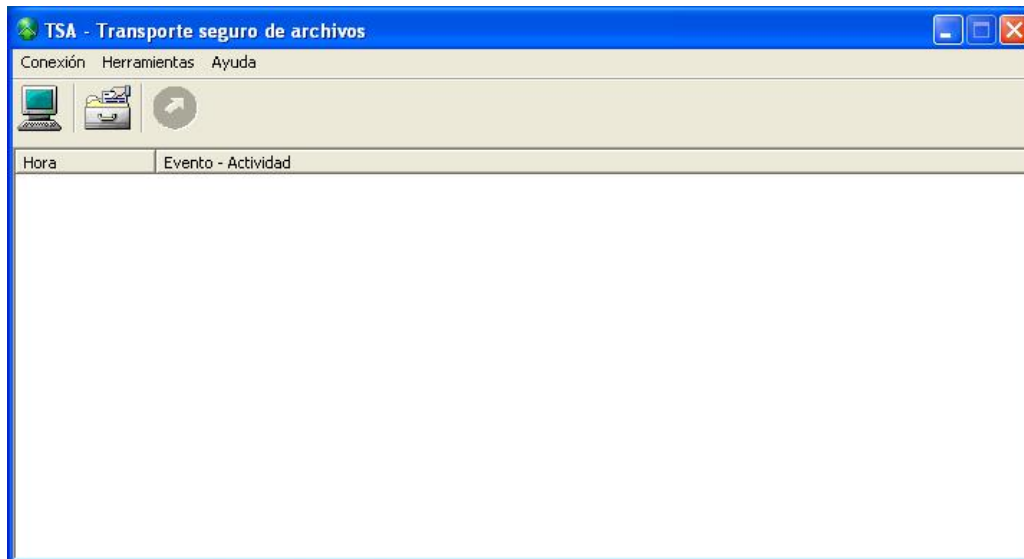 TSA - Transporte seguro de archivos
Conexión Herramientas Ayuda
Hora Evento - Actividad